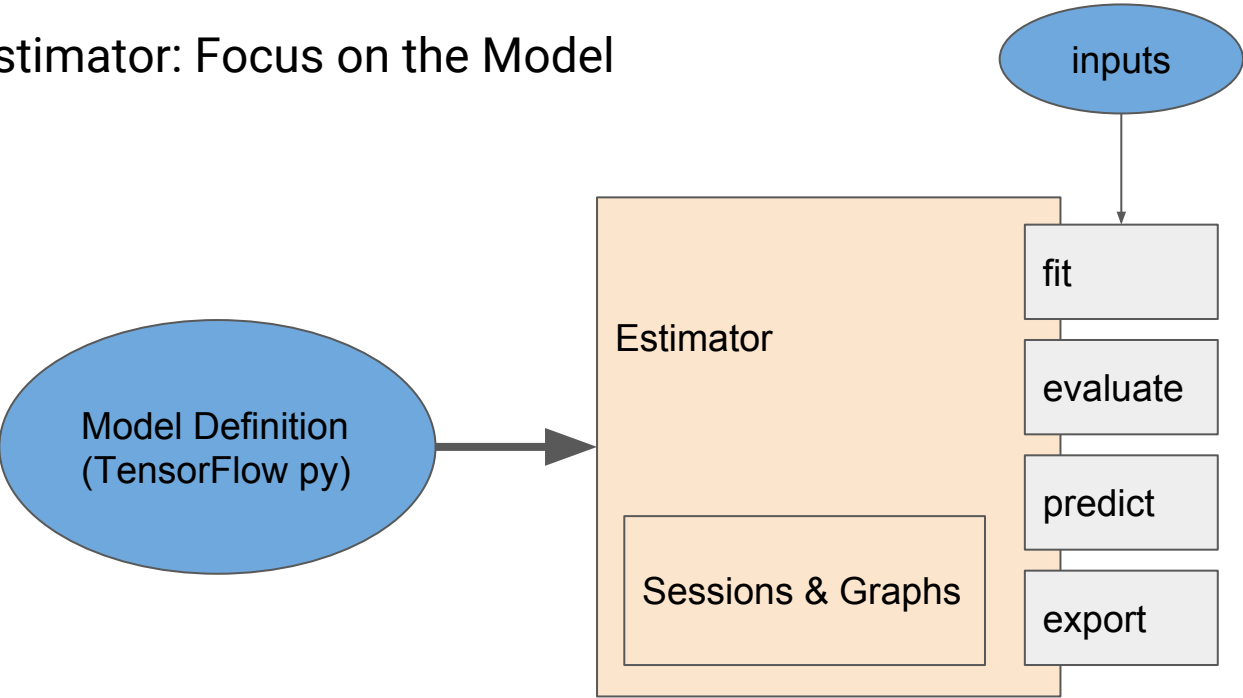 stimator: Focus on the Model
inputs
fit
Estimator
evaluate
Model Definition
(TensorFlow py)
predict
Sessions & Graphs
export